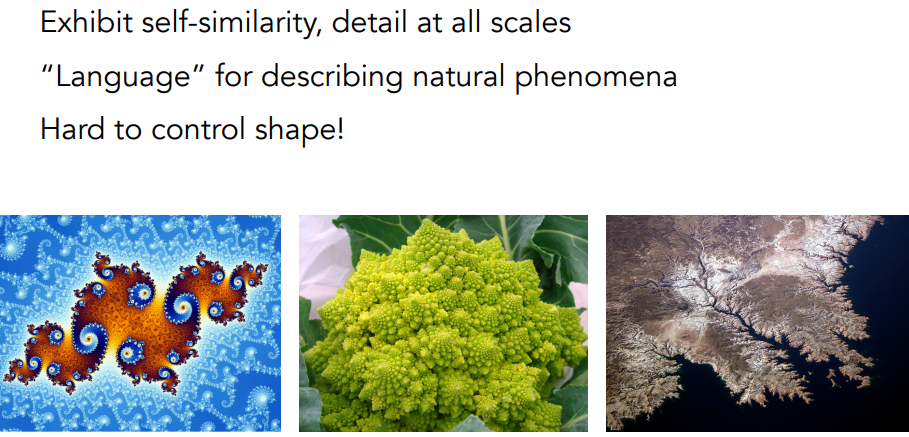 Exhibit self-similarity, detail at all scales
“Language” for describing natural phenomena
Hard to control shape!